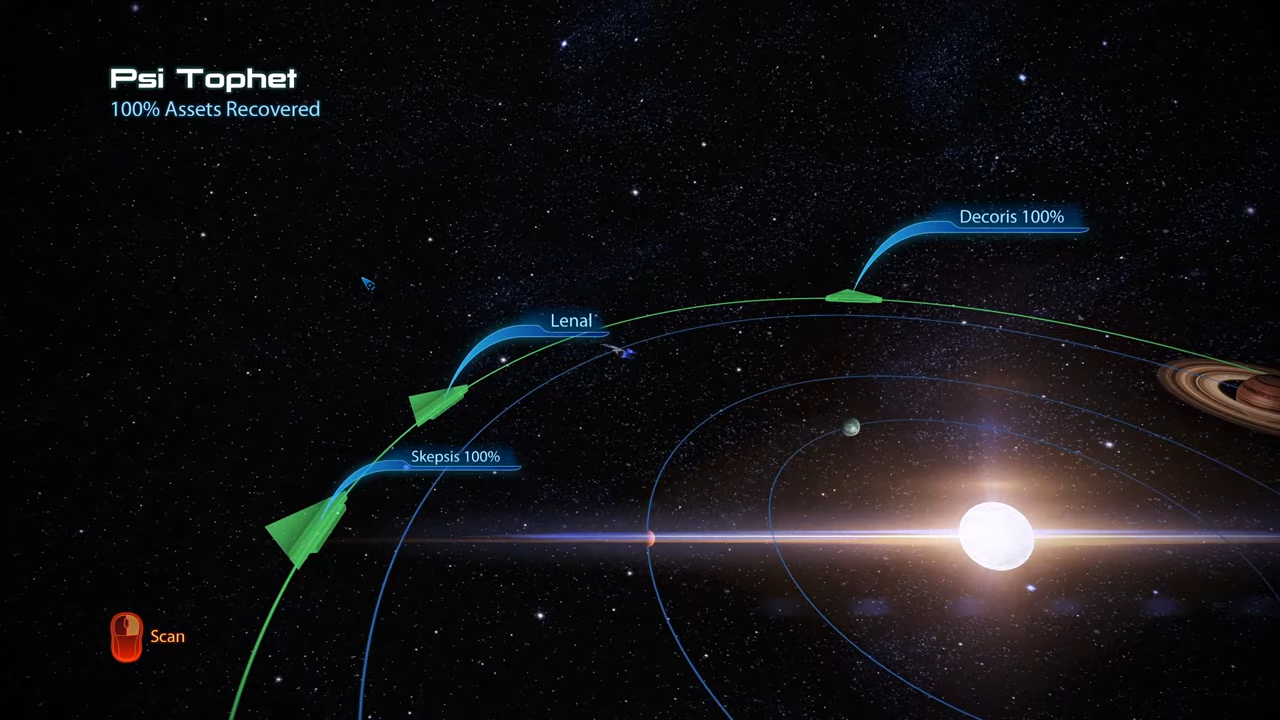 Psi Tophet
100% Assets Recovered
Decoris 100%
Lenal
Skepsis 100%
Scan